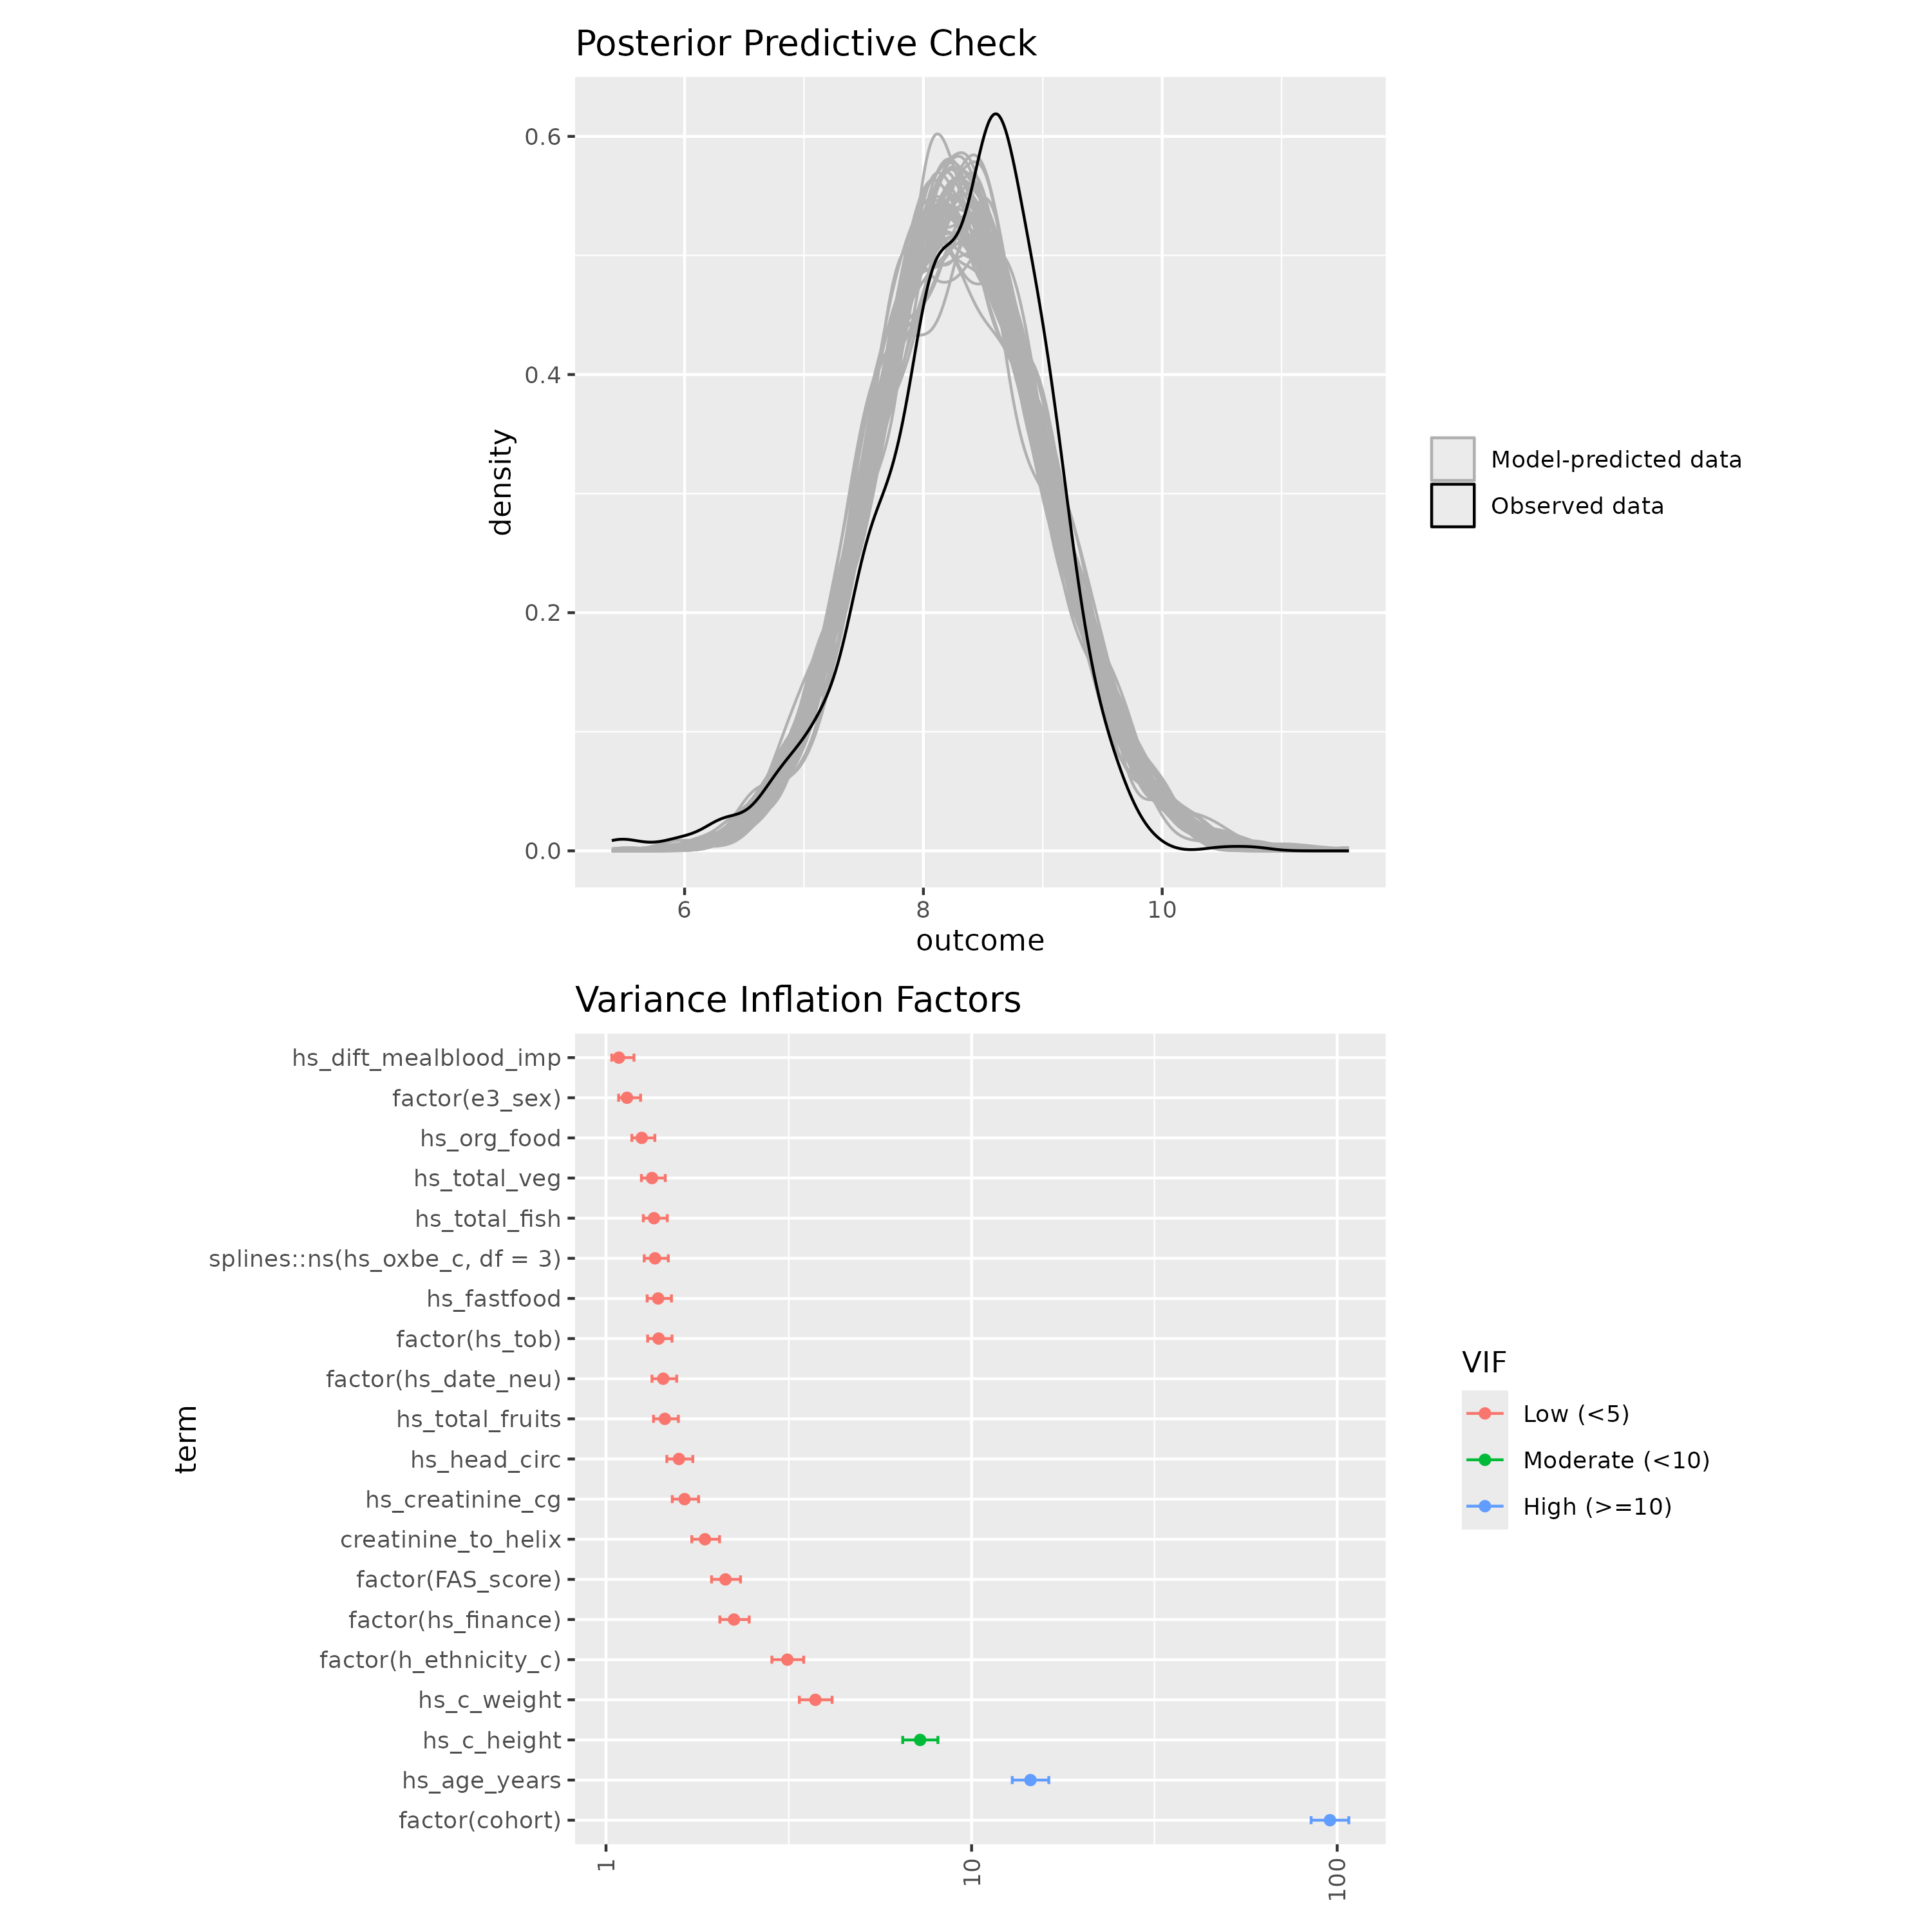 Posterior Predictive Check
density
0.6
0.4
0.2
0.0
6 8 10
outcome
Model-predicted data
Observed data
Variance Inflation Factors
term
hs_dift_mealblood_imp
factor(e3_sex)
hs_org_food
hs_total_veg
hs_total_fish
splines::ns(hs_oxbe_c, df = 3)
hs_fastfood
factor(hs_tob)
factor(hs_date_neu)
hs_total_fruits
hs_head_circ
hs_creatinine_cg
creatinine_to_helix
factor(FAS_score)
factor(hs_finance)
factor(h_ethnicity_c)
hs_c_weight
hs_c_height
hs_age_years
factor(cohort)
1 10 100
VIF
Low (<5)
Moderate (<10)
High (>=10)